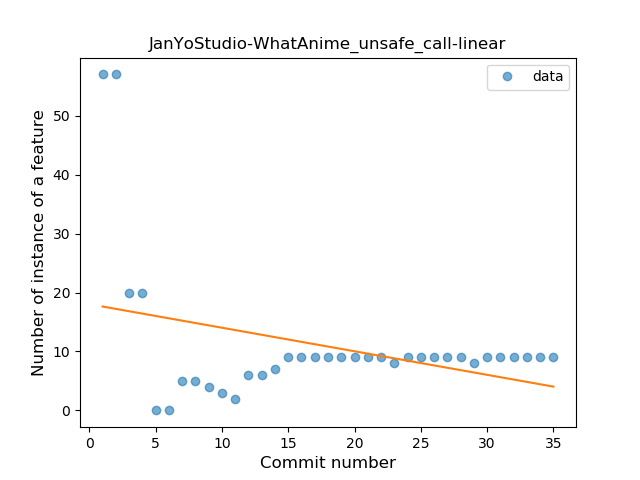 JanYoStudio-WhatAnime_unsafe_call-linear
data
Number of instance of a feature
50
40
30
20
10
0
0 5 10 15 20 25 30 35
Commit number